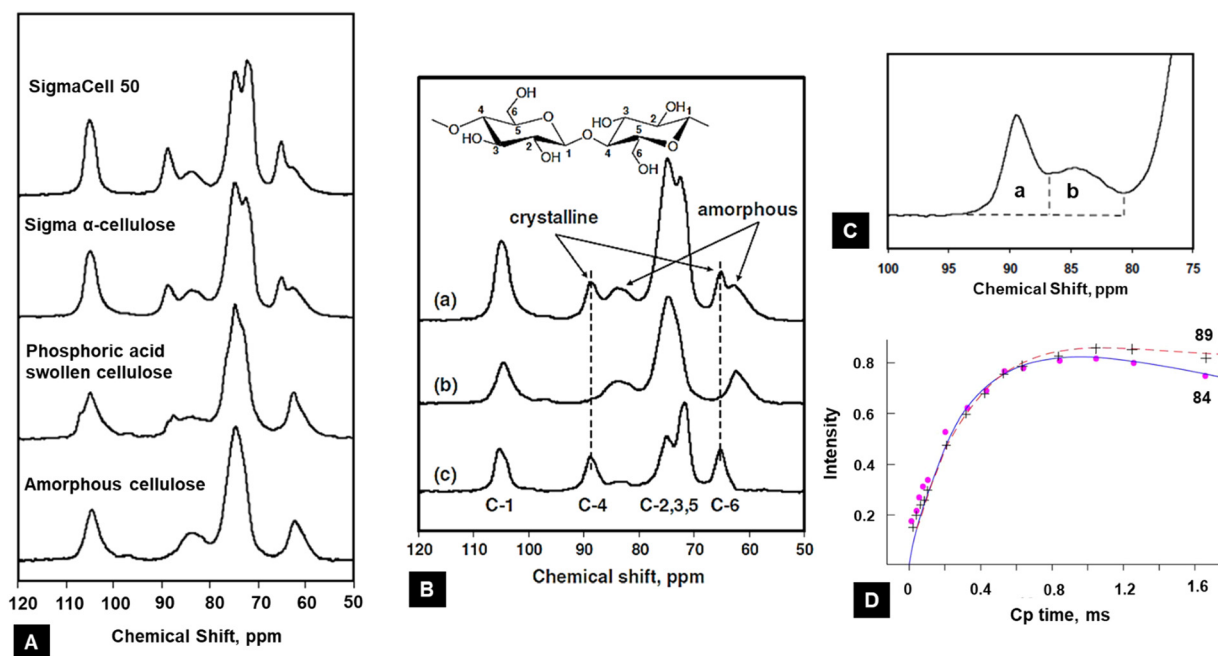 SigmaCell 50
Sigma α-cellulose
Phosphoric acid
swollen cellulose
Amorphous cellulose
120 110 100 90 80 70 60 50
Chemical Shift, ppm
A
OH
4
6
O
5
O
HO
3
2
OH
1
O
3
HO
2
HO
1
5
O
4
6
OH
crystalline
amorphous
(a)
(b)
(c)
C-1
C-4
C-2,3,5
C-6
120 110 100 90 80 70 60 50
Chemical shift, ppm
B
a
b
C
100 95 90 85 80 75
Chemical Shift, ppm
89
84
0.8
0.6
0.4
0.2
Intensity
0 0.4 0.8 1.2 1.6
Cp time, ms
D